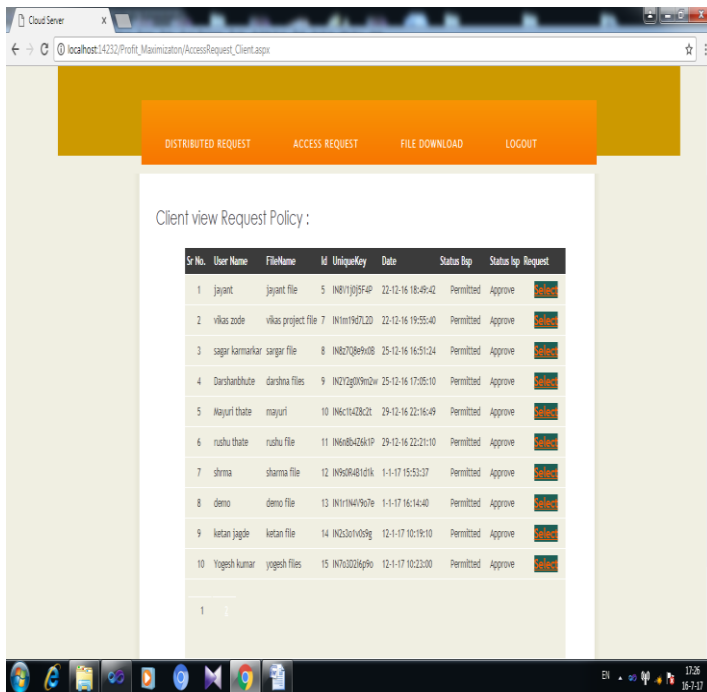 Cloud Server
localhost:14232/Profit_Maximizaton/AccessRequest_Client.aspx
DISTRIBUTED REQUEST ACCESS REQUEST FILE DOWNLOAD LOGOUT
Client view Request Policy :
Sr No. User Name FileName Id UniqueKey Date Status Bsp Status Isp Request
1 jayant jayant file 5 IN8V1j0j5F4P 22-12-16 18:49:42 Permitted Approve Select
2 vikas zode vikas project file 7 IN1m19d7L2D 22-12-16 19:55:40 Permitted Approve Select
3 sagar karmarkar sargar file 8 IN8z7Q8e9x0B 25-12-16 16:51:24 Permitted Approve Select
4 Darshanbhute darshna files 9 IN2Y2g0X9m2w 25-12-16 17:05:10 Permitted Approve Select
5 Mayuri thate mayuri 10 IN6c1t4Z8c2t 29-12-16 22:16:49 Permitted Approve Select
6 rushu thate rushu file 11 IN6n8b4Z6k1P 29-12-16 22:21:10 Permitted Approve Select
7 shrma sharma file 12 IN9s0R4B1d1k 1-1-17 15:53:37 Permitted Approve Select
8 demo demo file 13 IN1r1N4V9o7e 1-1-17 16:14:40 Permitted Approve Select
9 ketan jagde ketan file 14 IN2s3o1v0s9g 12-1-17 10:19:10 Permitted Approve Select
10 Yogesh kumar yogesh files 15 IN7o3D2l6p9o 12-1-17 10:23:00 Permitted Approve Select
1 2
EN 17:26
16-7-17